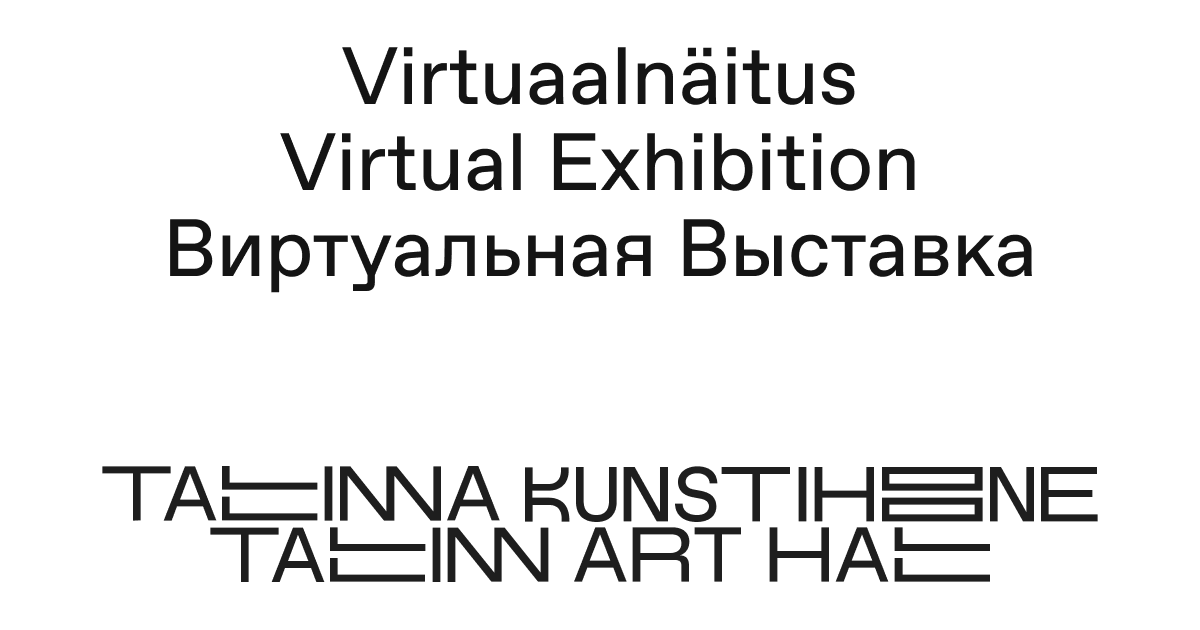 Virtuaalnäitus
Virtual Exhibition
Виртуальная Выставка
TALLINNA KUNSTIHOONE
TALLINN ART HALL